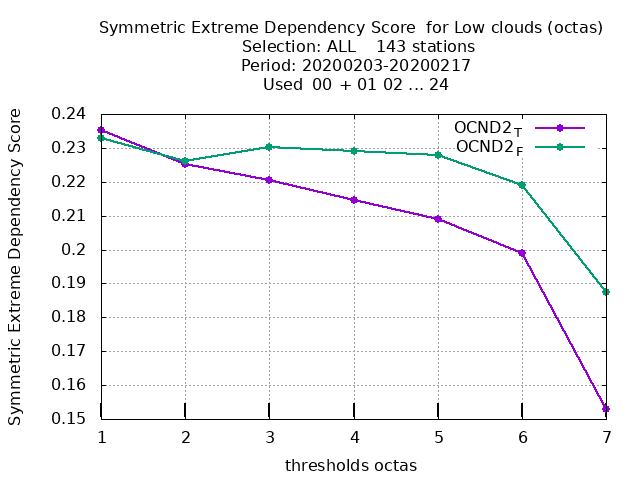 Symmetric Extreme Dependency Score for Low clouds (octas)
Selection: ALL 143 stations
Period: 20200203-20200217
Used 00 + 01 02 ... 24
OCND2_T
OCND2_F
Symmetric Extreme Dependency Score
0.24
0.23
0.22
0.21
0.2
0.19
0.18
0.17
0.16
0.15
1 2 3 4 5 6 7
thresholds octas